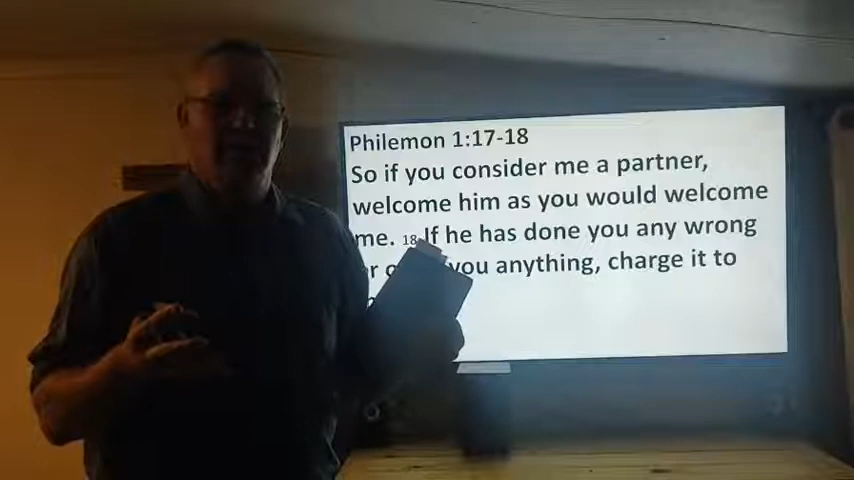 Philemon 1:17-18
So if you consider me a partner,
welcome him as you would welcome
me. 18 If he has done you any wrong
you anything, charge it to